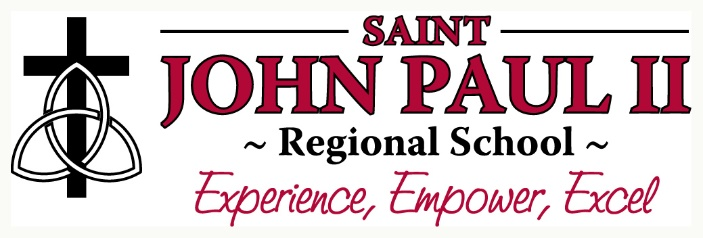 SAINT
JOHN PAUL II
~ Regional School ~
Experience, Empower, Excel